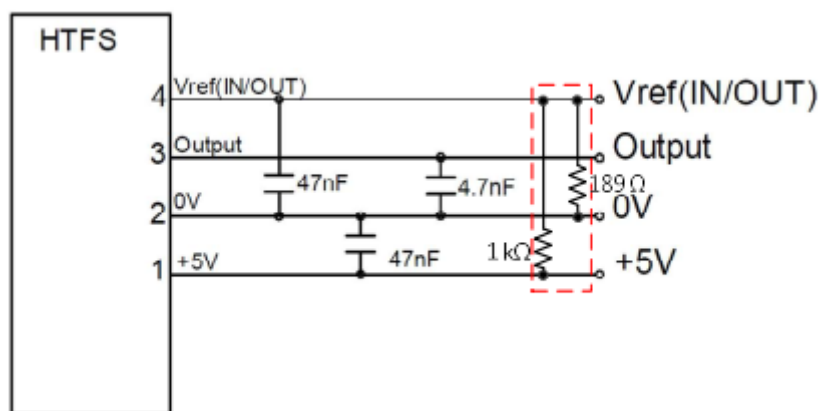 HTFS
4 Vref(IN/OUT) Vref(IN/OUT)
3 Output Output
47nF 4.7nF 189Ω
2 0V 0V
47nF 1kΩ
1 +5V +5V